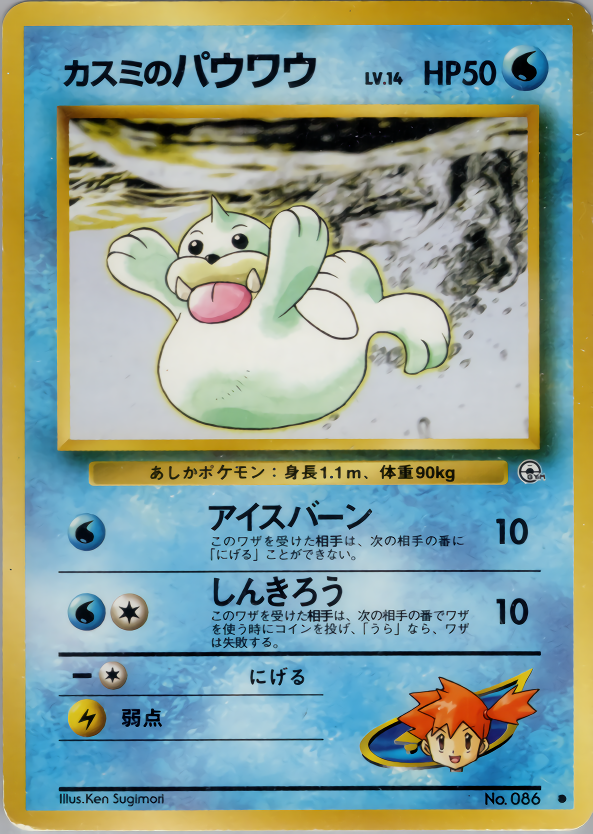 カスミのパウワウ LV.14 HP50
あしかポケモン：身長1.1m、体重90kg
GYM
アイスバーン 10
このワザを受けた相手は、次の相手の番に
「にげる」ことができない。
しんきろう 10
このワザを受けた相手は、次の相手の番でワザ
を使う時にコインを投げ、「うら」なら、ワザ
は失敗する。
ー にげる
弱点
Illus.Ken Sugimori No. 086 ●